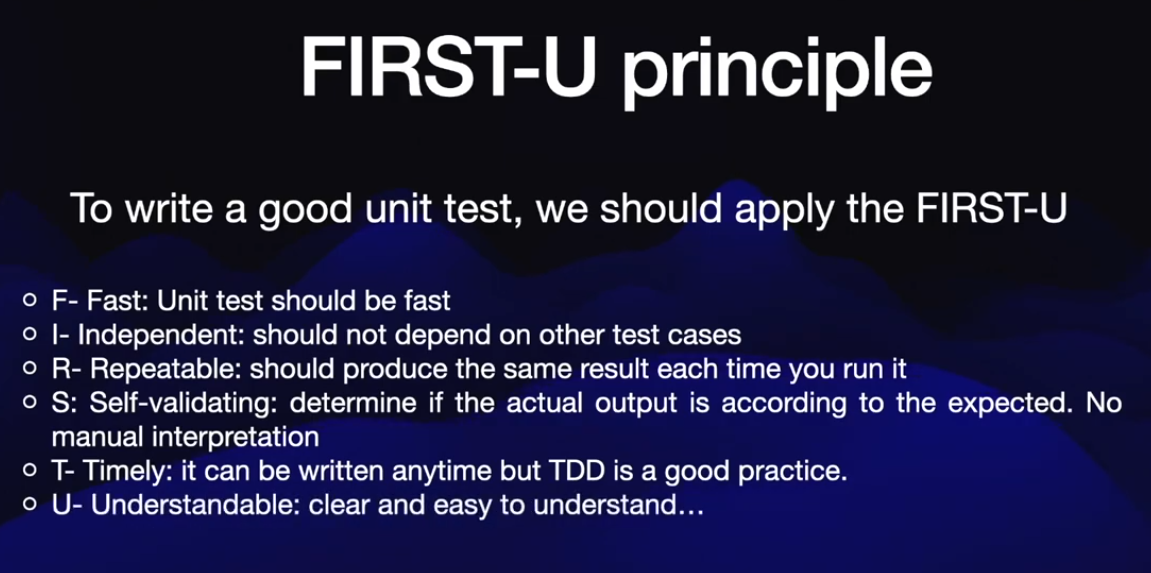 FIRST-U principle
To write a good unit test, we should apply the FIRST-U
F- Fast: Unit test should be fast
I- Independent: should not depend on other test cases
R- Repeatable: should produce the same result each time you run it
S: Self-validating: determine if the actual output is according to the expected. No
manual interpretation
T- Timely: it can be written anytime but TDD is a good practice.
U- Understandable: clear and easy to understand…